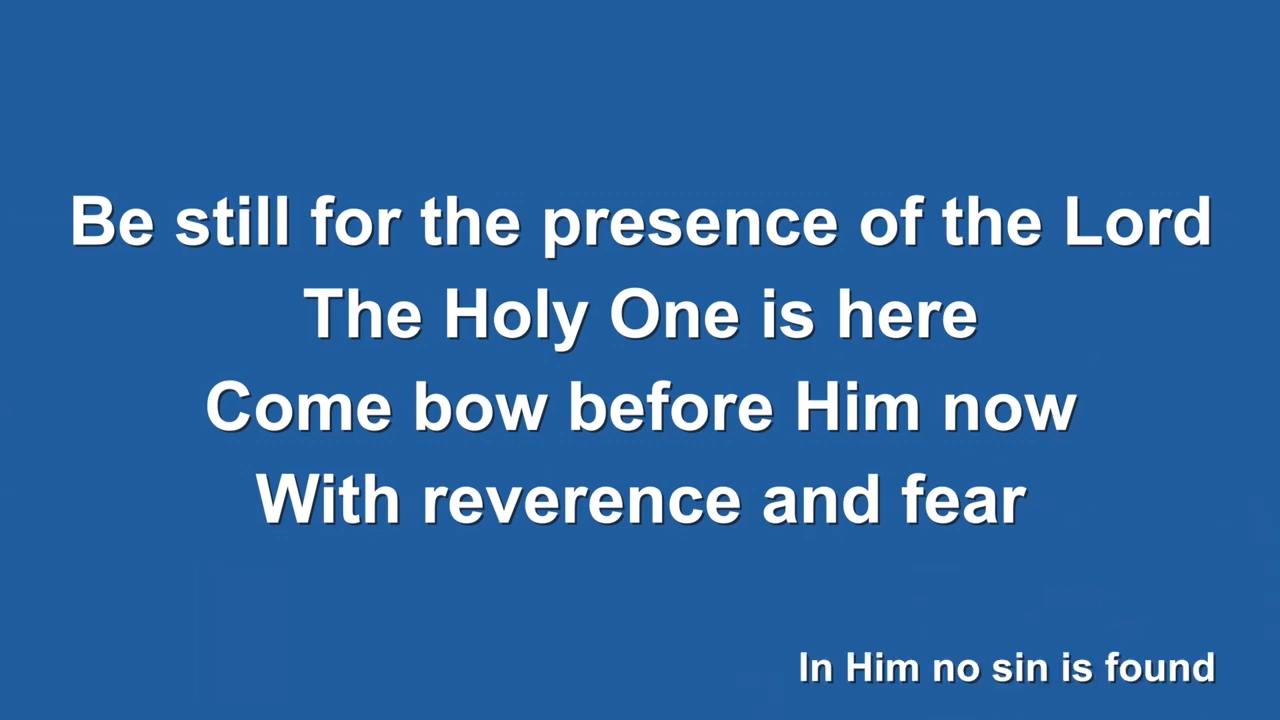 Be still for the presence of the Lord
The Holy One is here
Come bow before Him now
With reverence and fear
In Him no sin is found